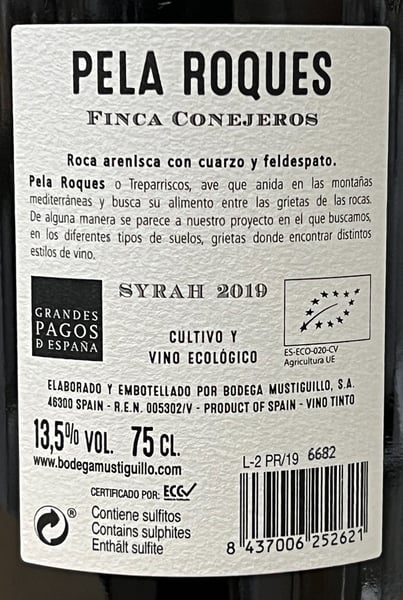 PELA ROQUES
FINCA CONEJEROS
Roca arenisca con cuarzo y feldespato.
Pela Roques o Treparriscos, ave que anida en las montañas
mediterráneas y busca su alimento entre las grietas de las rocas.
De alguna manera se parece a nuestro proyecto en el que buscamos,
en los diferentes tipos de suelos, grietas donde encontrar distintos
estilos de vino.
SYRAH 2019
GRANDES
PAGOS
D ESPAÑA
CULTIVO Y
VINO ECOLÓGICO
ES-ECO-020-CV
Agricultura UE
ELABORADO Y EMBOTELLADO POR BODEGA MUSTIGUILLO, S.A.
46300 SPAIN - R.E.N. 005302/V - PRODUCT OF SPAIN - VINO TINTO
13,5% VOL. 75 CL.
www.bodegamustiguillo.com
L-2 PR/19 6682
CERTIFICADO POR: ECCV
® Contiene sulfitos
Contains sulphites
Enthält sulfite
8 437006 252621